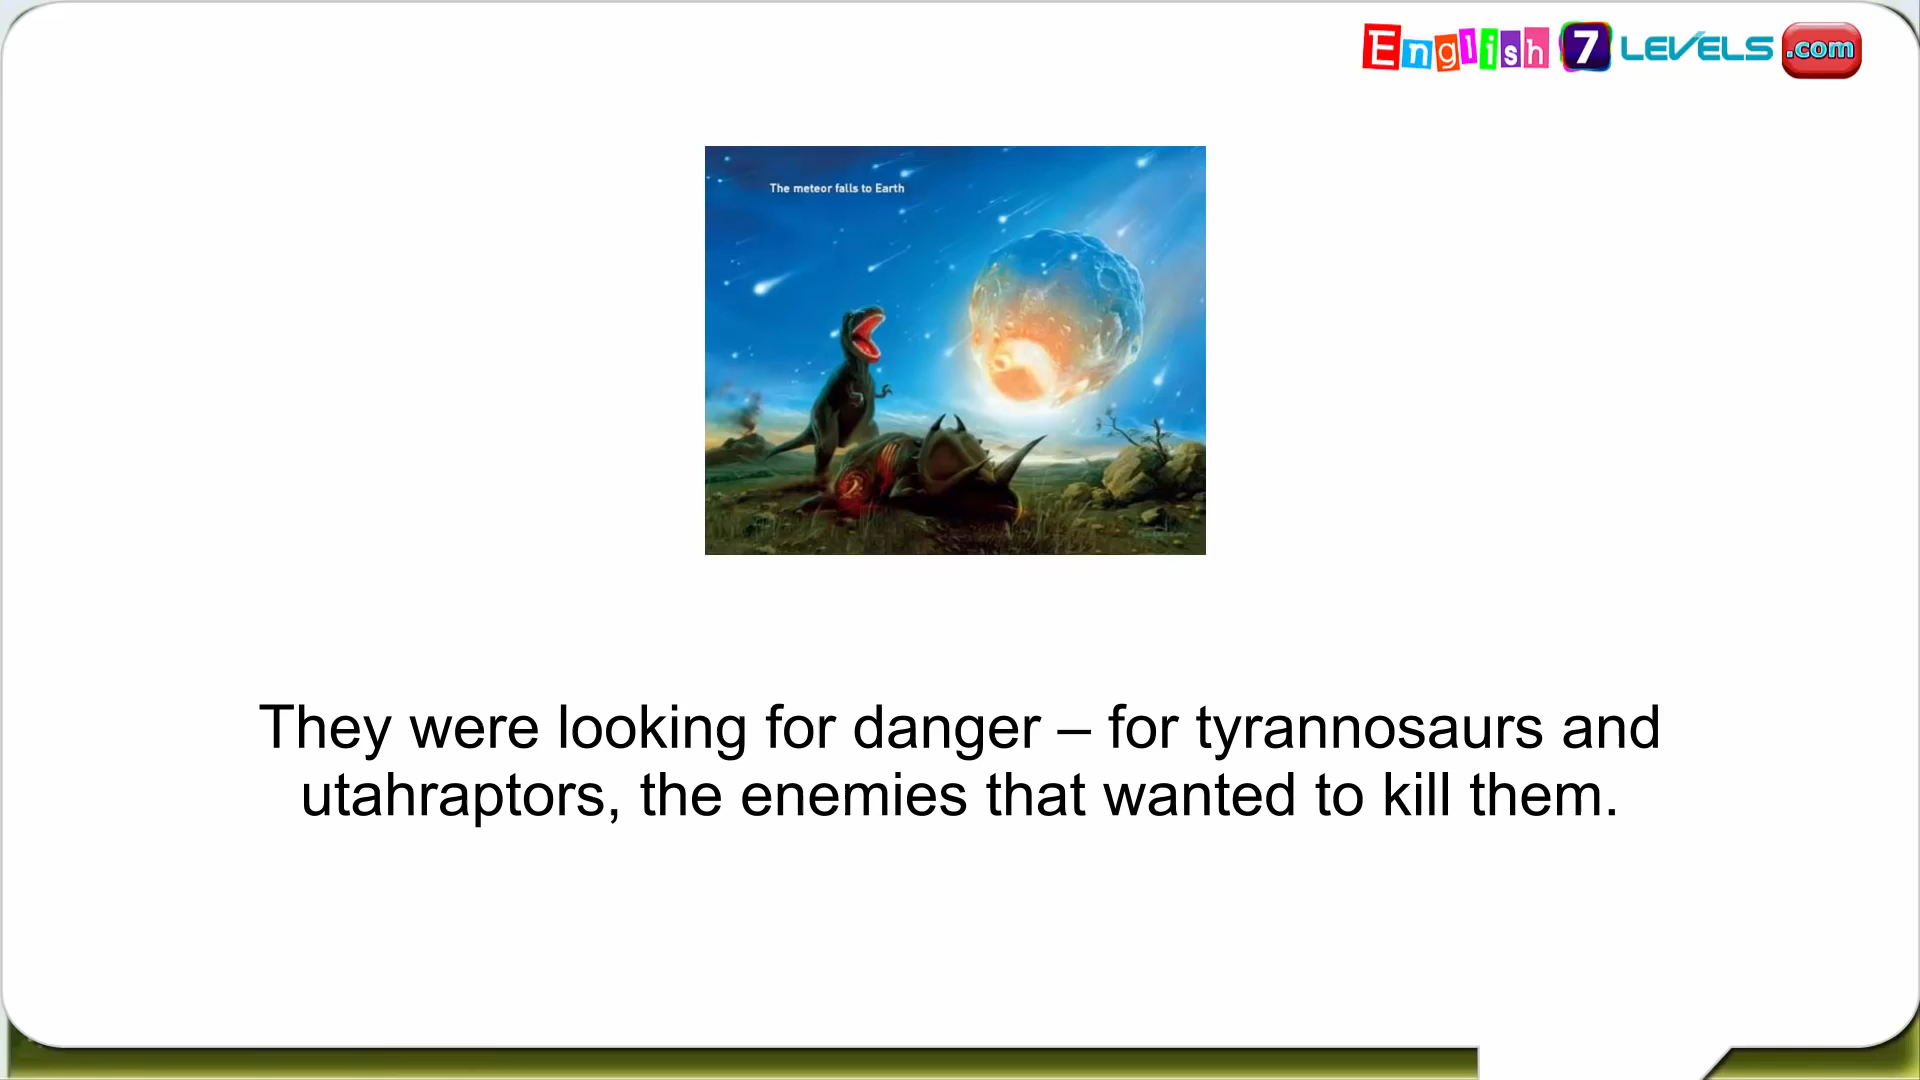 English 7 LEVELS .com
The meteor falls to Earth
They were looking for danger – for tyrannosaurs and
utahraptors, the enemies that wanted to kill them.